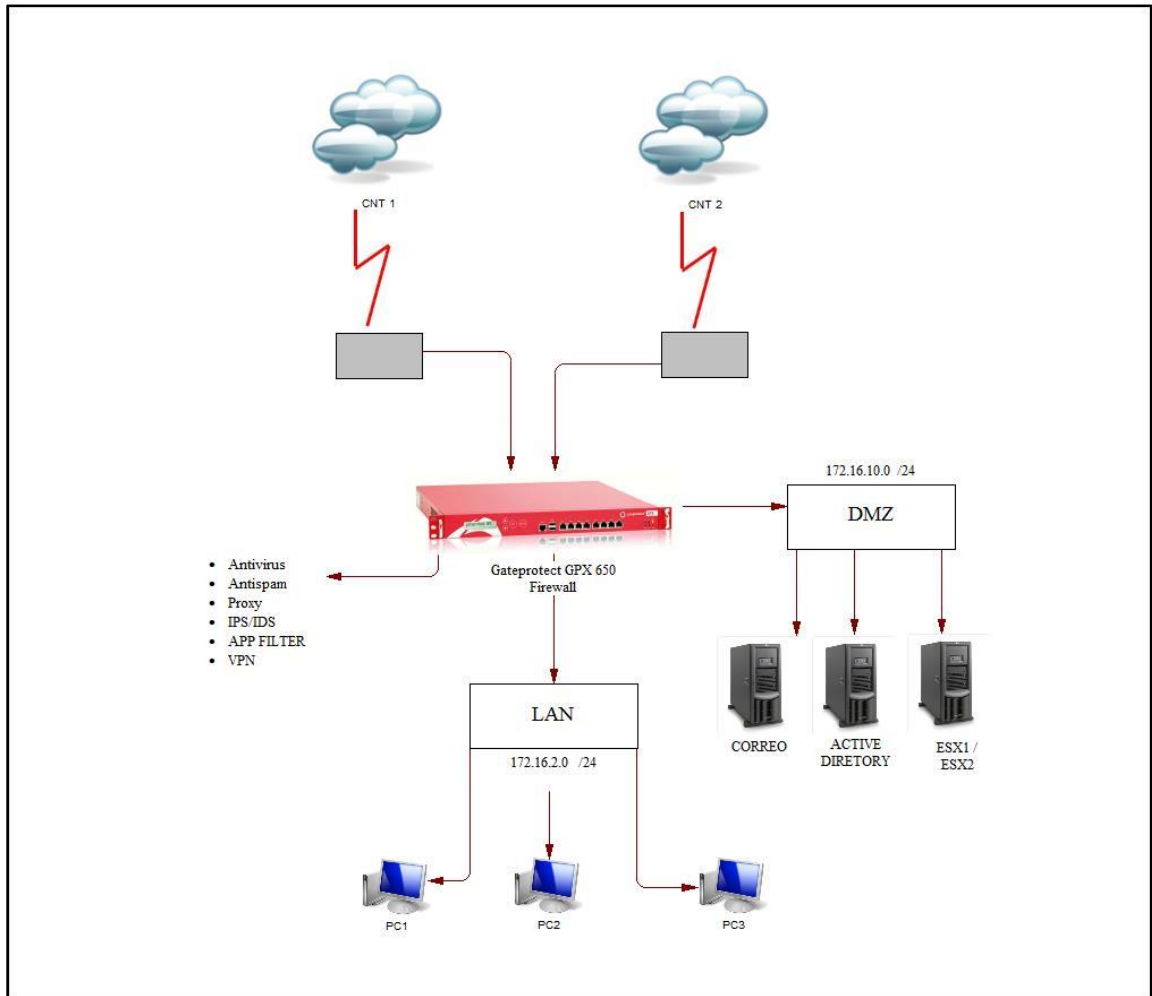 CNT 1
CNT 2
172.16.10.0 /24
DMZ
Gateprotect GPX 650
Firewall
• Antivirus
• Antispam
• Proxy
• IPS/IDS
• APP FILTER
• VPN
LAN
172.16.2.0 /24
CORREO
ACTIVE
DIRETORY
ESX1 /
ESX2
PC1
PC2
PC3